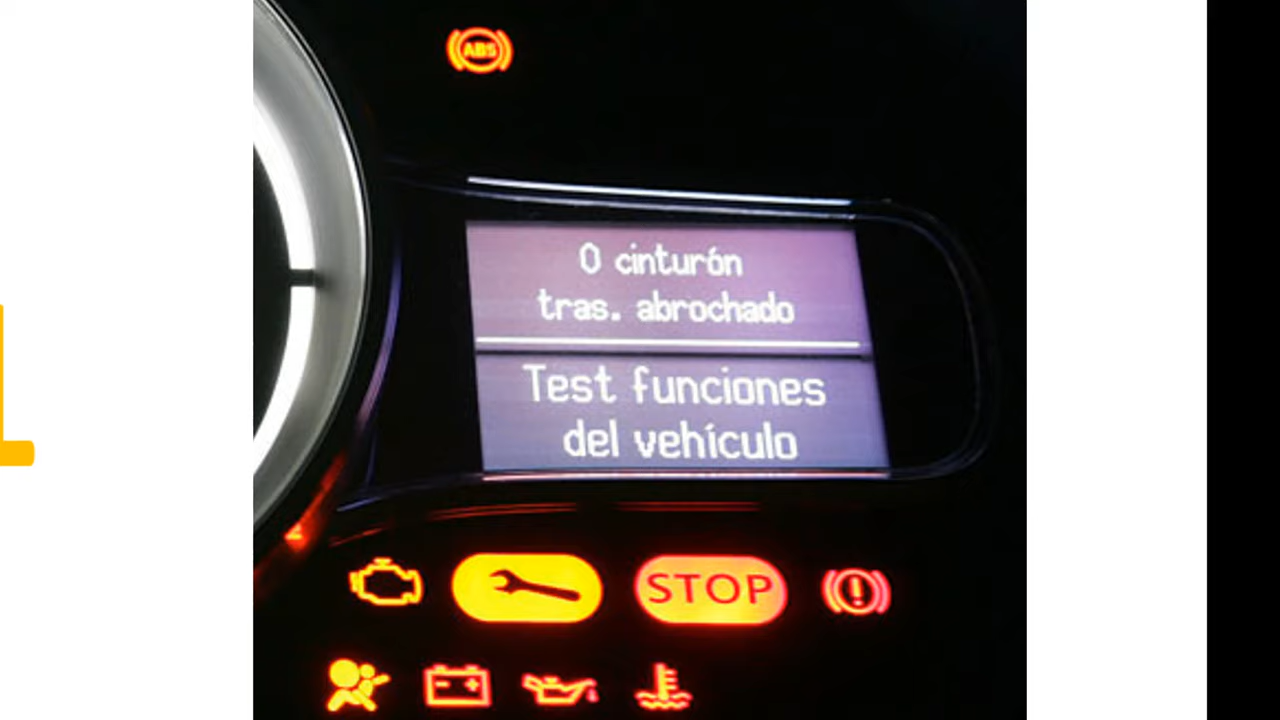 ABS
0 cinturón
tras. abrochado
Test funciones
del vehículo
STOP